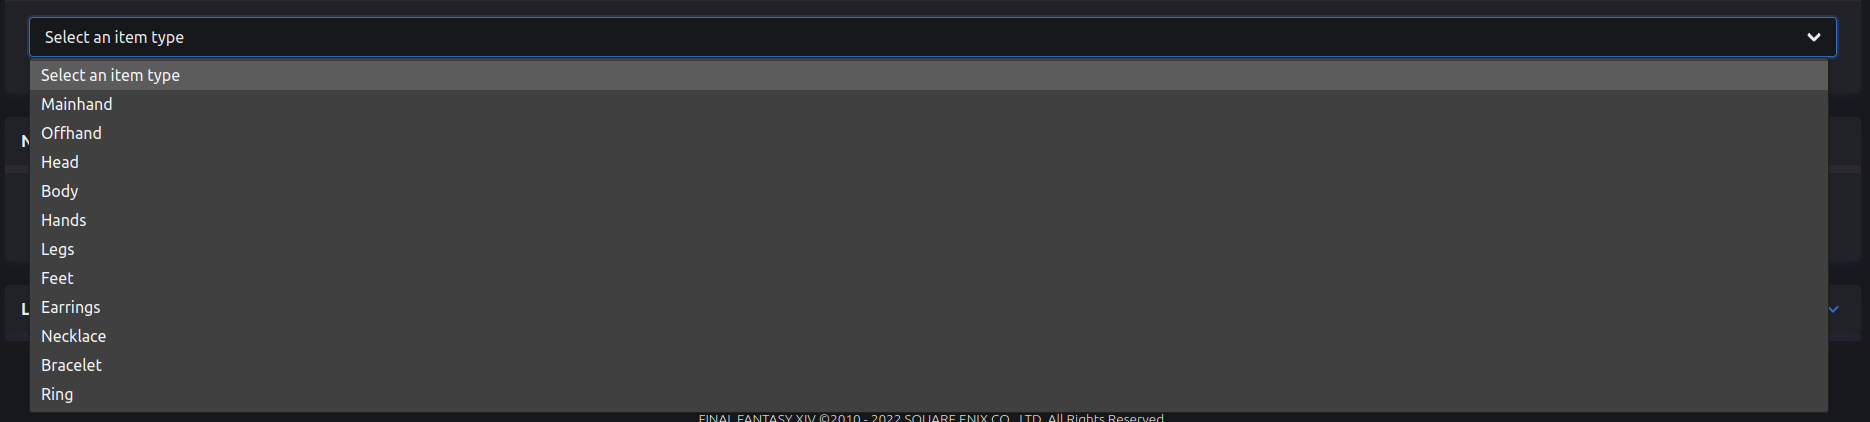 Select an item type
Select an item type
Mainhand
Offhand
Head
Body
Hands
Legs
Feet
Earrings
Necklace
Bracelet
Ring
FINAL FANTASY XIV ©2010 - 2022 SQUARE ENIX CO., LTD. All Rights Reserved.